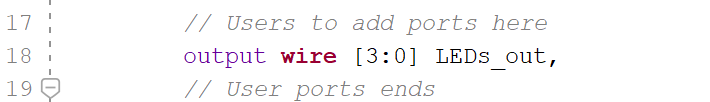 17 // Users to add ports here
18 output wire [3:0] LEDs_out,
19 // User ports ends